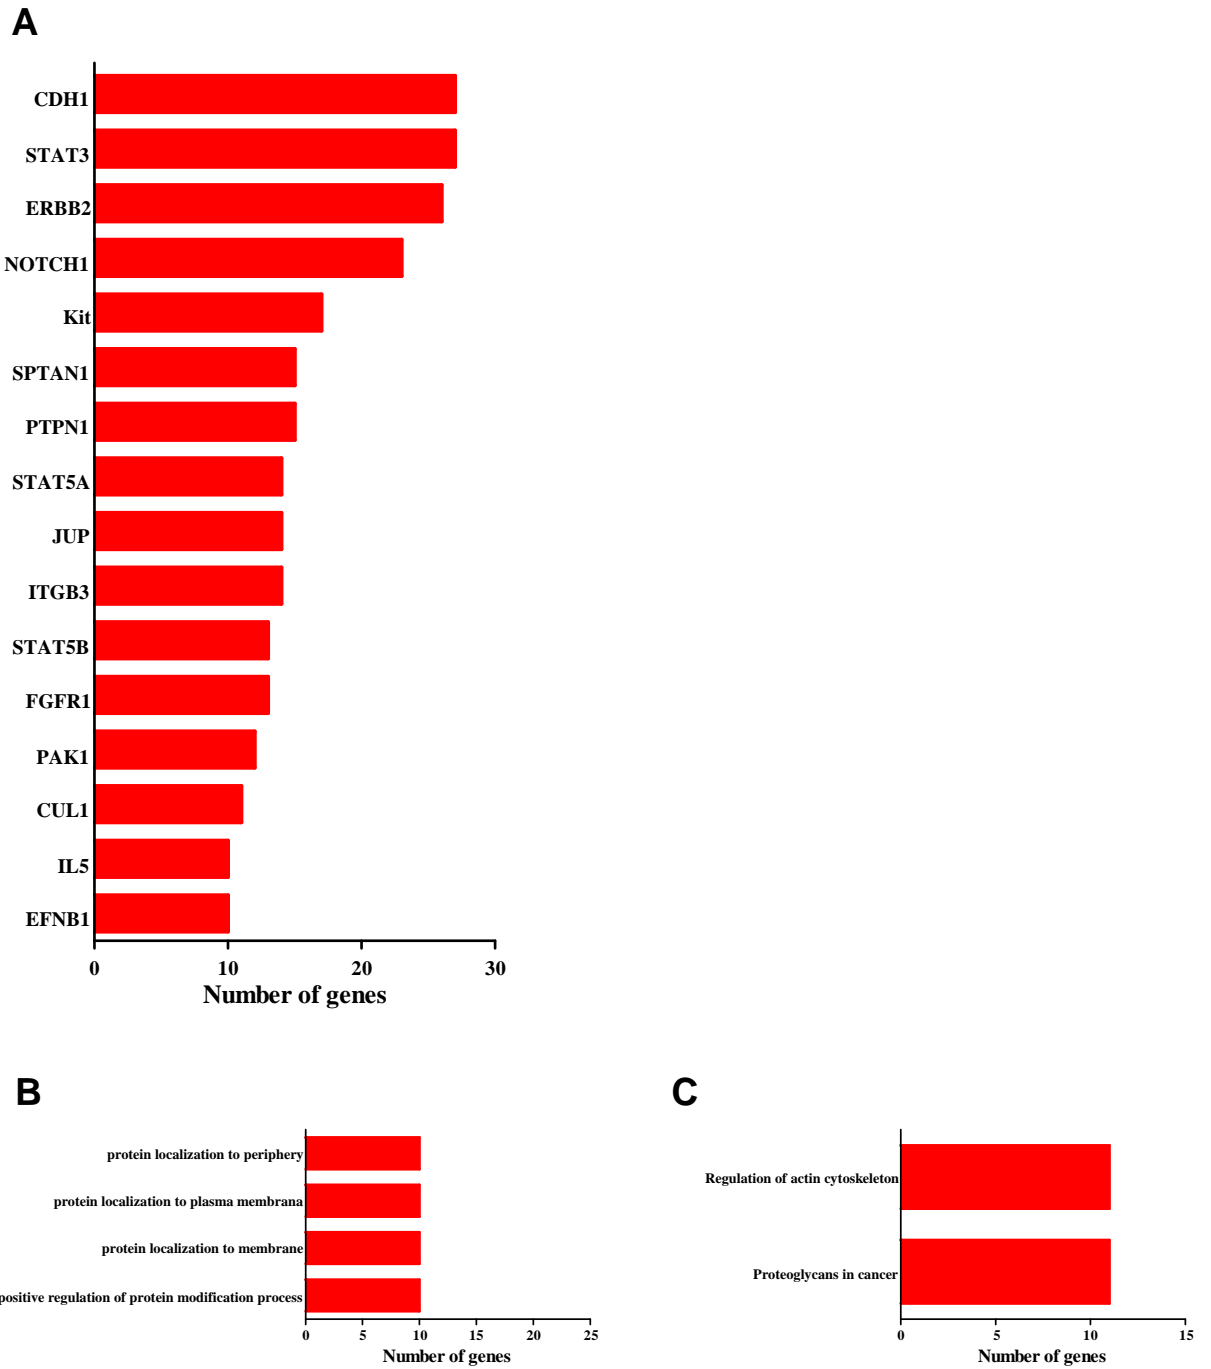 A
CDH1
STAT3
ERBB2
NOTCH1
Kit
SPTAN1
PTPN1
STAT5A
JUP
ITGB3
STAT5B
FGFR1
PAK1
CUL1
IL5
EFNB1
0 10 20 30
Number of genes
B
protein localization to periphery
protein localization to plasma membrana
protein localization to membrane
positive regulation of protein modification process
0 5 10 15 20 25
Number of genes
C
Regulation of actin cytoskeleton
Proteoglycans in cancer
0 5 10 15
Number of genes